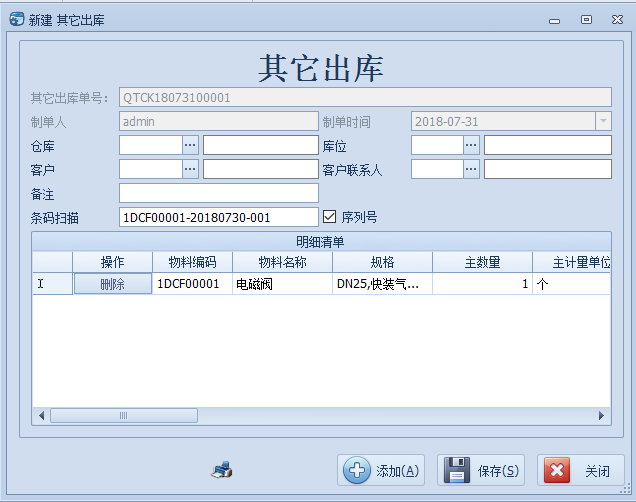 新建 其它出库
其它出库
其它出库单号: QTCK18073100001
制单人 admin 制单时间 2018-07-31
仓库 ... 库位 ...
客户 ... 客户联系人 ...
备注
条码扫描 1DCF00001-20180730-001 序列号
明细清单
操作 物料编码 物料名称 规格 主数量 主计量单位
删除 1DCF00001 电磁阀 DN25,快装气... 1 个
添加(A) 保存(S) 关闭